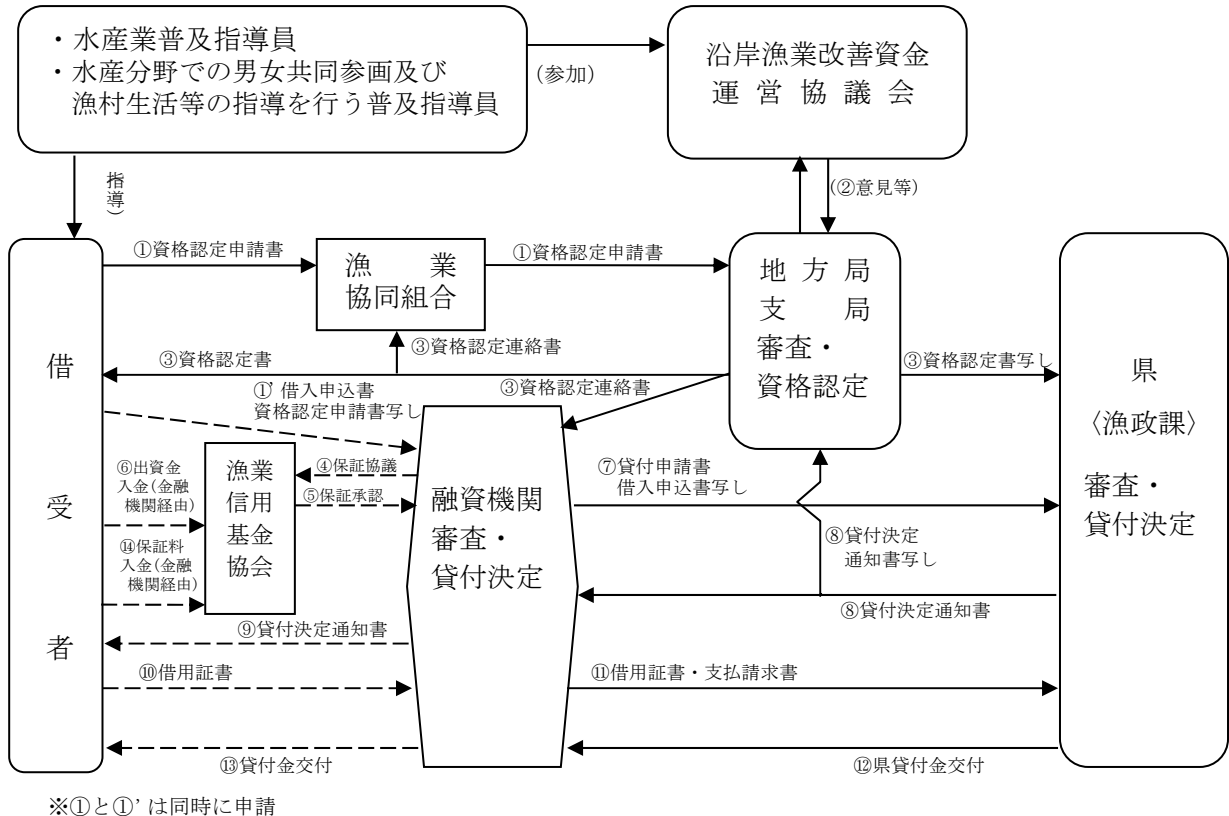 ・水産業普及指導員
・水産分野での男女共同参画及び
漁村生活等の指導を行う普及指導員
(参加)
沿岸漁業改善資金
運営協議会
指導)
(②意見等)
①資格認定申請書
漁　業
協同組合
①資格認定申請書
地方局
支　局
審査・
資格認定
③資格認定連絡書
③資格認定書
③資格認定書写し
①’借入申込書
資格認定申請書写し
③資格認定連絡書
借受者
県
〈漁政課〉
審査・
貸付決定
⑥出資金
入金(金融
機関経由)
漁業
信用
基金
協会
④保証協議
⑤保証承認
融資機関
審査・
貸付決定
⑦貸付申請書
借入申込書写し
⑭保証料
入金(金融
機関経由)
⑧貸付決定
通知書写し
⑧貸付決定通知書
⑨貸付決定通知書
⑩借用証書
⑪借用証書・支払請求書
⑬貸付金交付
⑫県貸付金交付
※①と①’は同時に申請